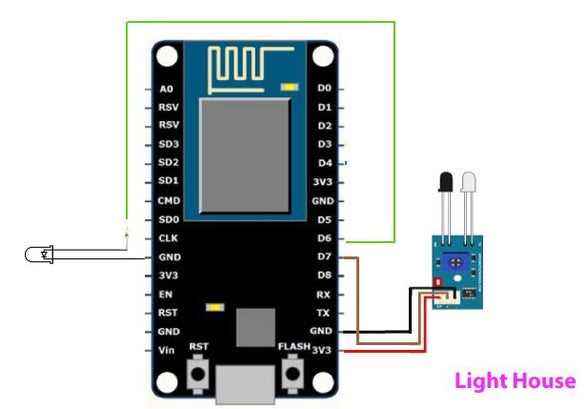 A0
RSV
RSV
SD3
SD2
SD1
CMD
SD0
CLK
GND
3V3
EN
RST
GND
Vin
D0
D1
D2
D3
D4
3V3
GND
D5
D6
D7
D8
RX
TX
GND
3V3
RST
FLASH
Light House